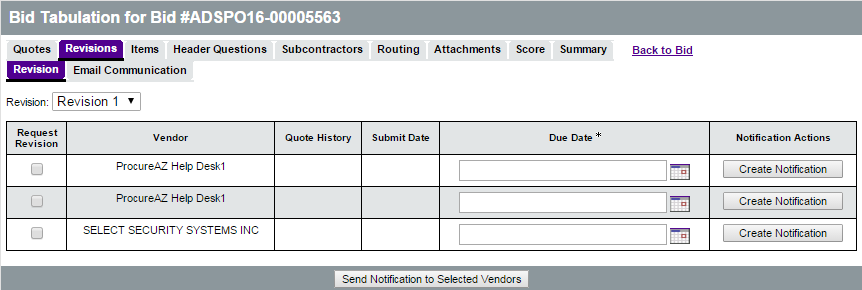 Bid Tabulation for Bid #ADSPO16-00005563
Quotes Revisions Items Header Questions Subcontractors Routing Attachments Score Summary Back to Bid
Revision Email Communication
Revision: Revision 1
Request Revision Vendor Quote History Submit Date Due Date * Notification Actions
ProcureAZ Help Desk1 Create Notification
ProcureAZ Help Desk1 Create Notification
SELECT SECURITY SYSTEMS INC Create Notification
Send Notification to Selected Vendors